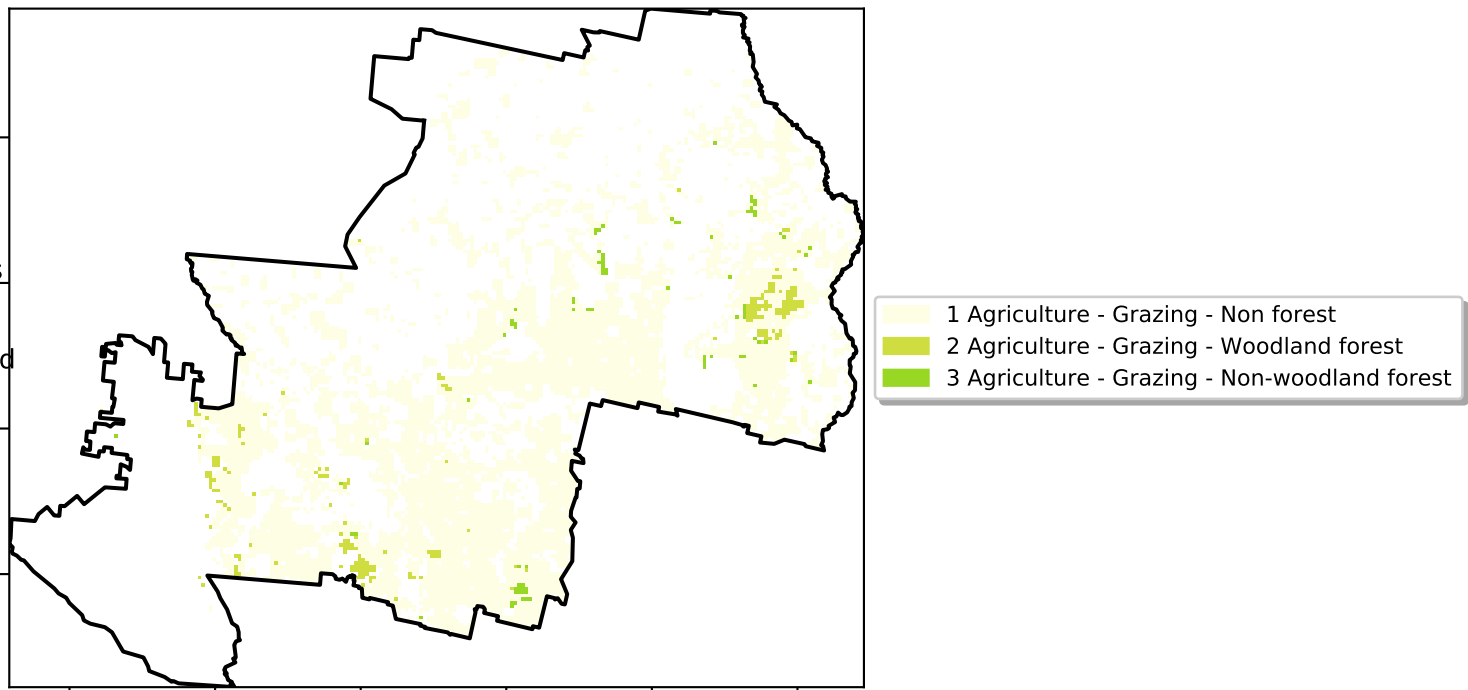 1 Agriculture - Grazing - Non forest
2 Agriculture - Grazing - Woodland forest
3 Agriculture - Grazing - Non-woodland forest
d